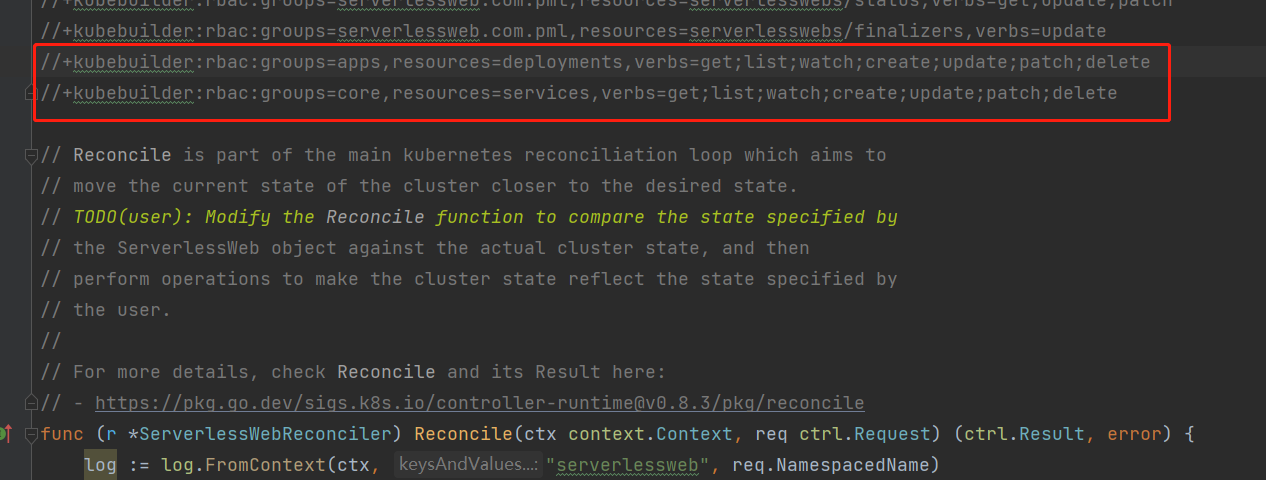 //+kubebuilder:rbac:groups=serverlessweb.com.pml,resources=serverlesswebs/status,verbs=get;update;patch
//+kubebuilder:rbac:groups=serverlessweb.com.pml,resources=serverlesswebs/finalizers,verbs=update
//+kubebuilder:rbac:groups=apps,resources=deployments,verbs=get;list;watch;create;update;patch;delete
//+kubebuilder:rbac:groups=core,resources=services,verbs=get;list;watch;create;update;patch;delete
// Reconcile is part of the main kubernetes reconciliation loop which aims to
// move the current state of the cluster closer to the desired state.
// TODO(user): Modify the Reconcile function to compare the state specified by
// the ServerlessWeb object against the actual cluster state, and then
// perform operations to make the cluster state reflect the state specified by
// the user.
//
// For more details, check Reconcile and its Result here:
// - https://pkg.go.dev/sigs.k8s.io/controller-runtime@v0.8.3/pkg/reconcile
func (r *ServerlessWebReconciler) Reconcile(ctx context.Context, req ctrl.Request) (ctrl.Result, error) {
log := log.FromContext(ctx, keysAndValues...: "serverlessweb", req.NamespacedName)